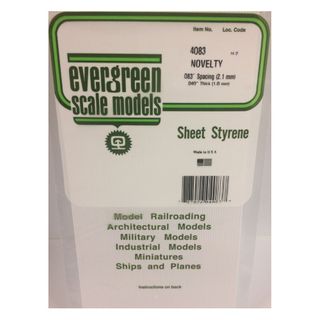 Item No. Loc. Code
4083
NOVELTY
.083" Spacing (2.1 mm)
.040" Thick (1.0 mm)
evergreen
scale models
Sheet Styrene
Made in U S A
Model Railroading
Architectural Models
Military Models
Industrial Models
Miniatures
Ships and Planes
Instructions on back